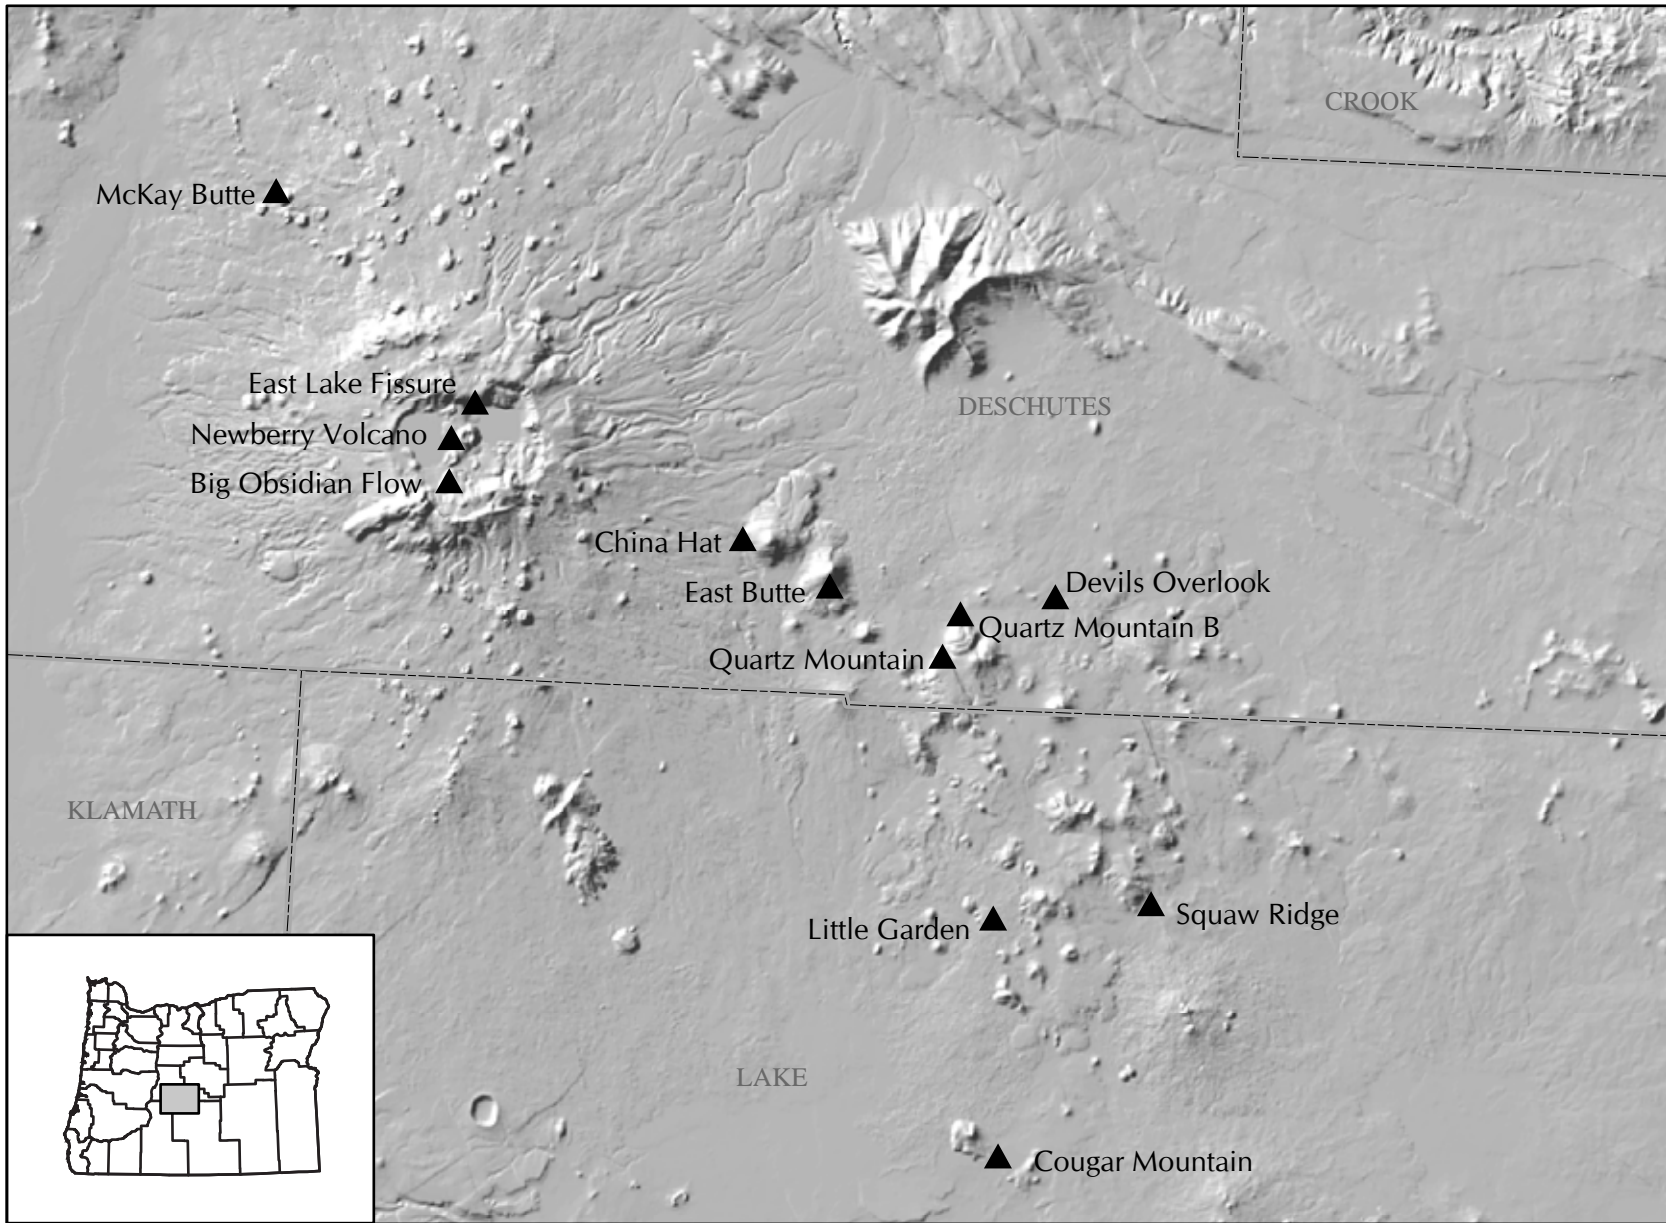 CROOK
McKay Butte
East Lake Fissure
DESCHUTES
Newberry Volcano
Big Obsidian Flow
China Hat
Devils Overlook
East Butte
Quartz Mountain B
Quartz Mountain
KLAMATH
Squaw Ridge
Little Garden
LAKE
Cougar Mountain